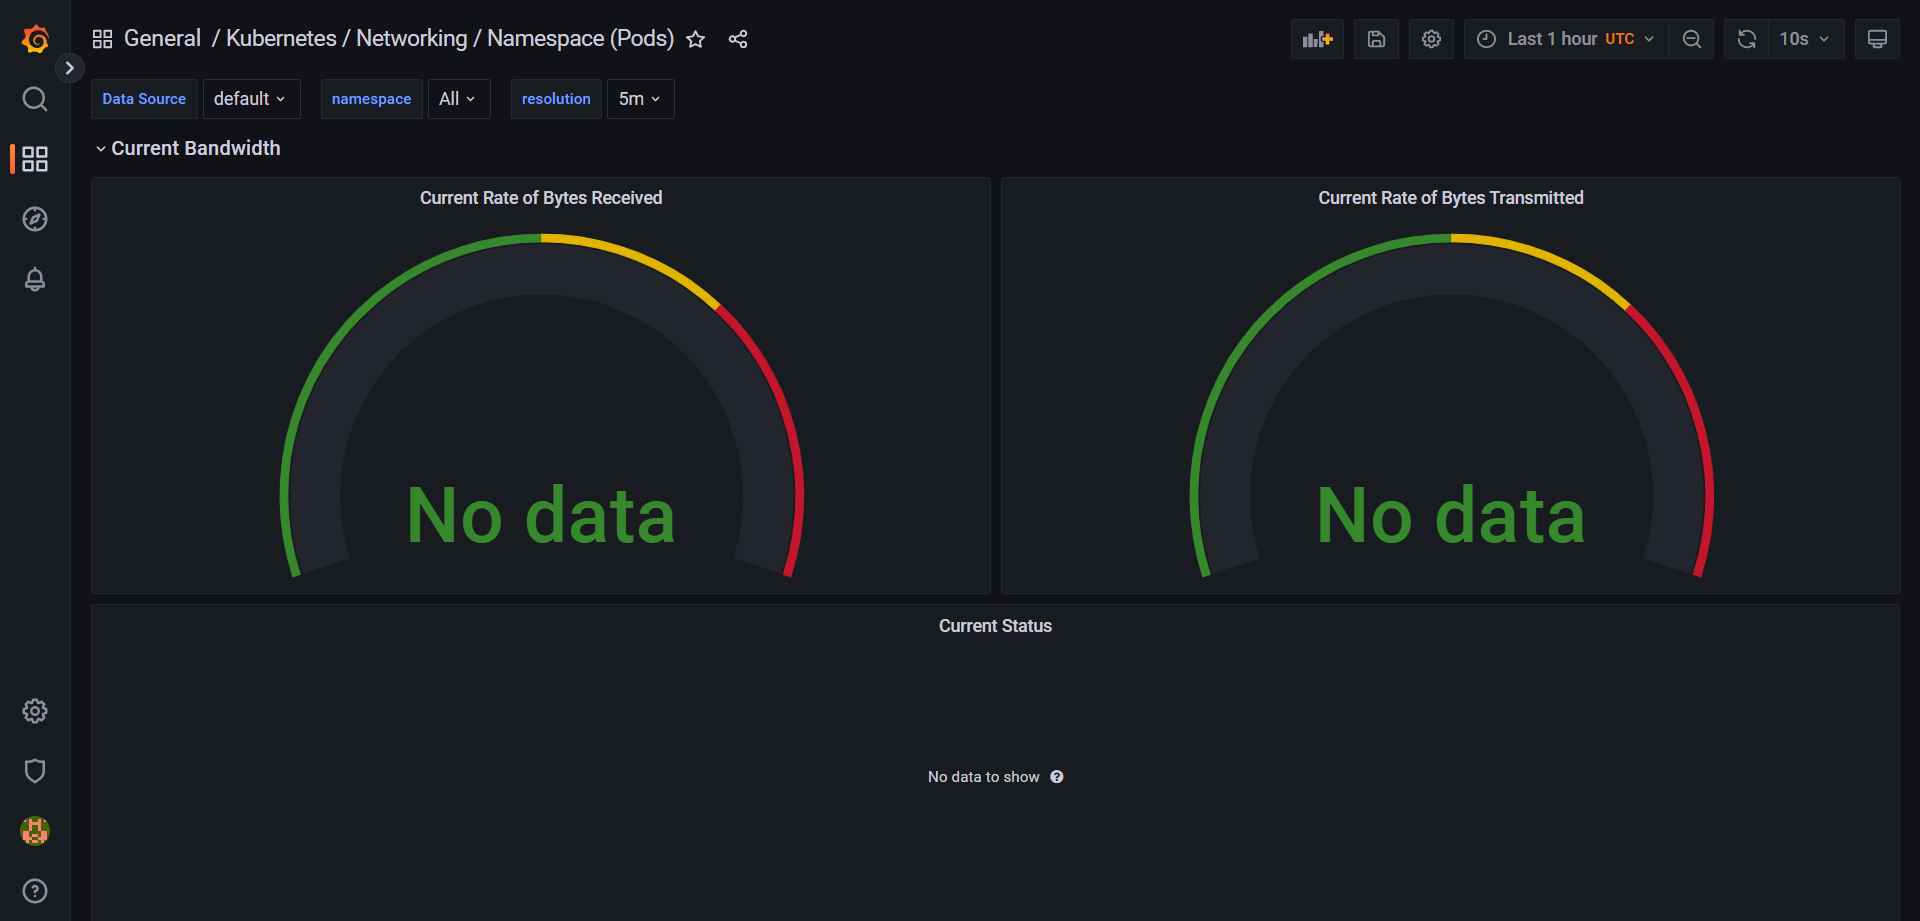 General / Kubernetes / Networking / Namespace (Pods)
Last 1 hour UTC
10s
Data Source default
namespace All
resolution 5m
Current Bandwidth
Current Rate of Bytes Received
Current Rate of Bytes Transmitted
No data
No data
Current Status
No data to show